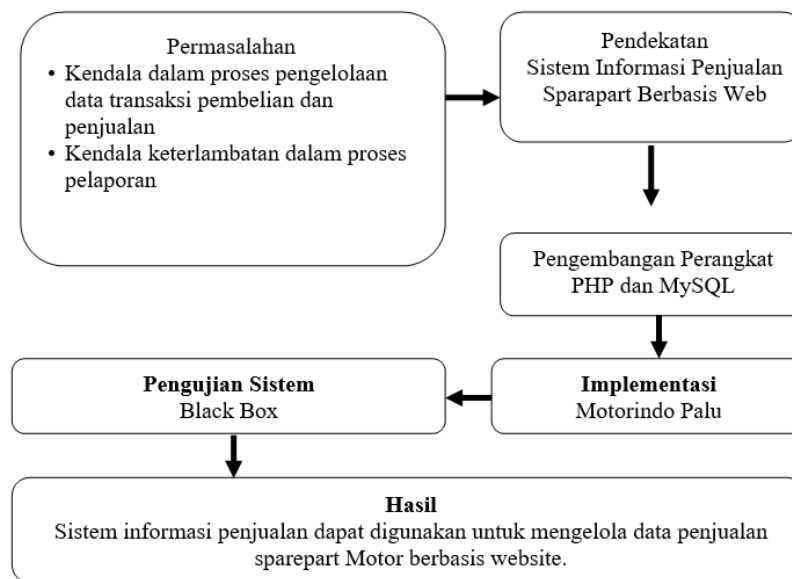 Permasalahan
• Kendala dalam proses pengelolaan
data transaksi pembelian dan
penjualan
• Kendala keterlambatan dalam proses
pelaporan
Pendekatan
Sistem Informasi Penjualan
Sparapart Berbasis Web
Pengembangan Perangkat
PHP dan MySQL
Implementasi
Motorindo Palu
Pengujian Sistem
Black Box
Hasil
Sistem informasi penjualan dapat digunakan untuk mengelola data penjualan
sparepart Motor berbasis website.